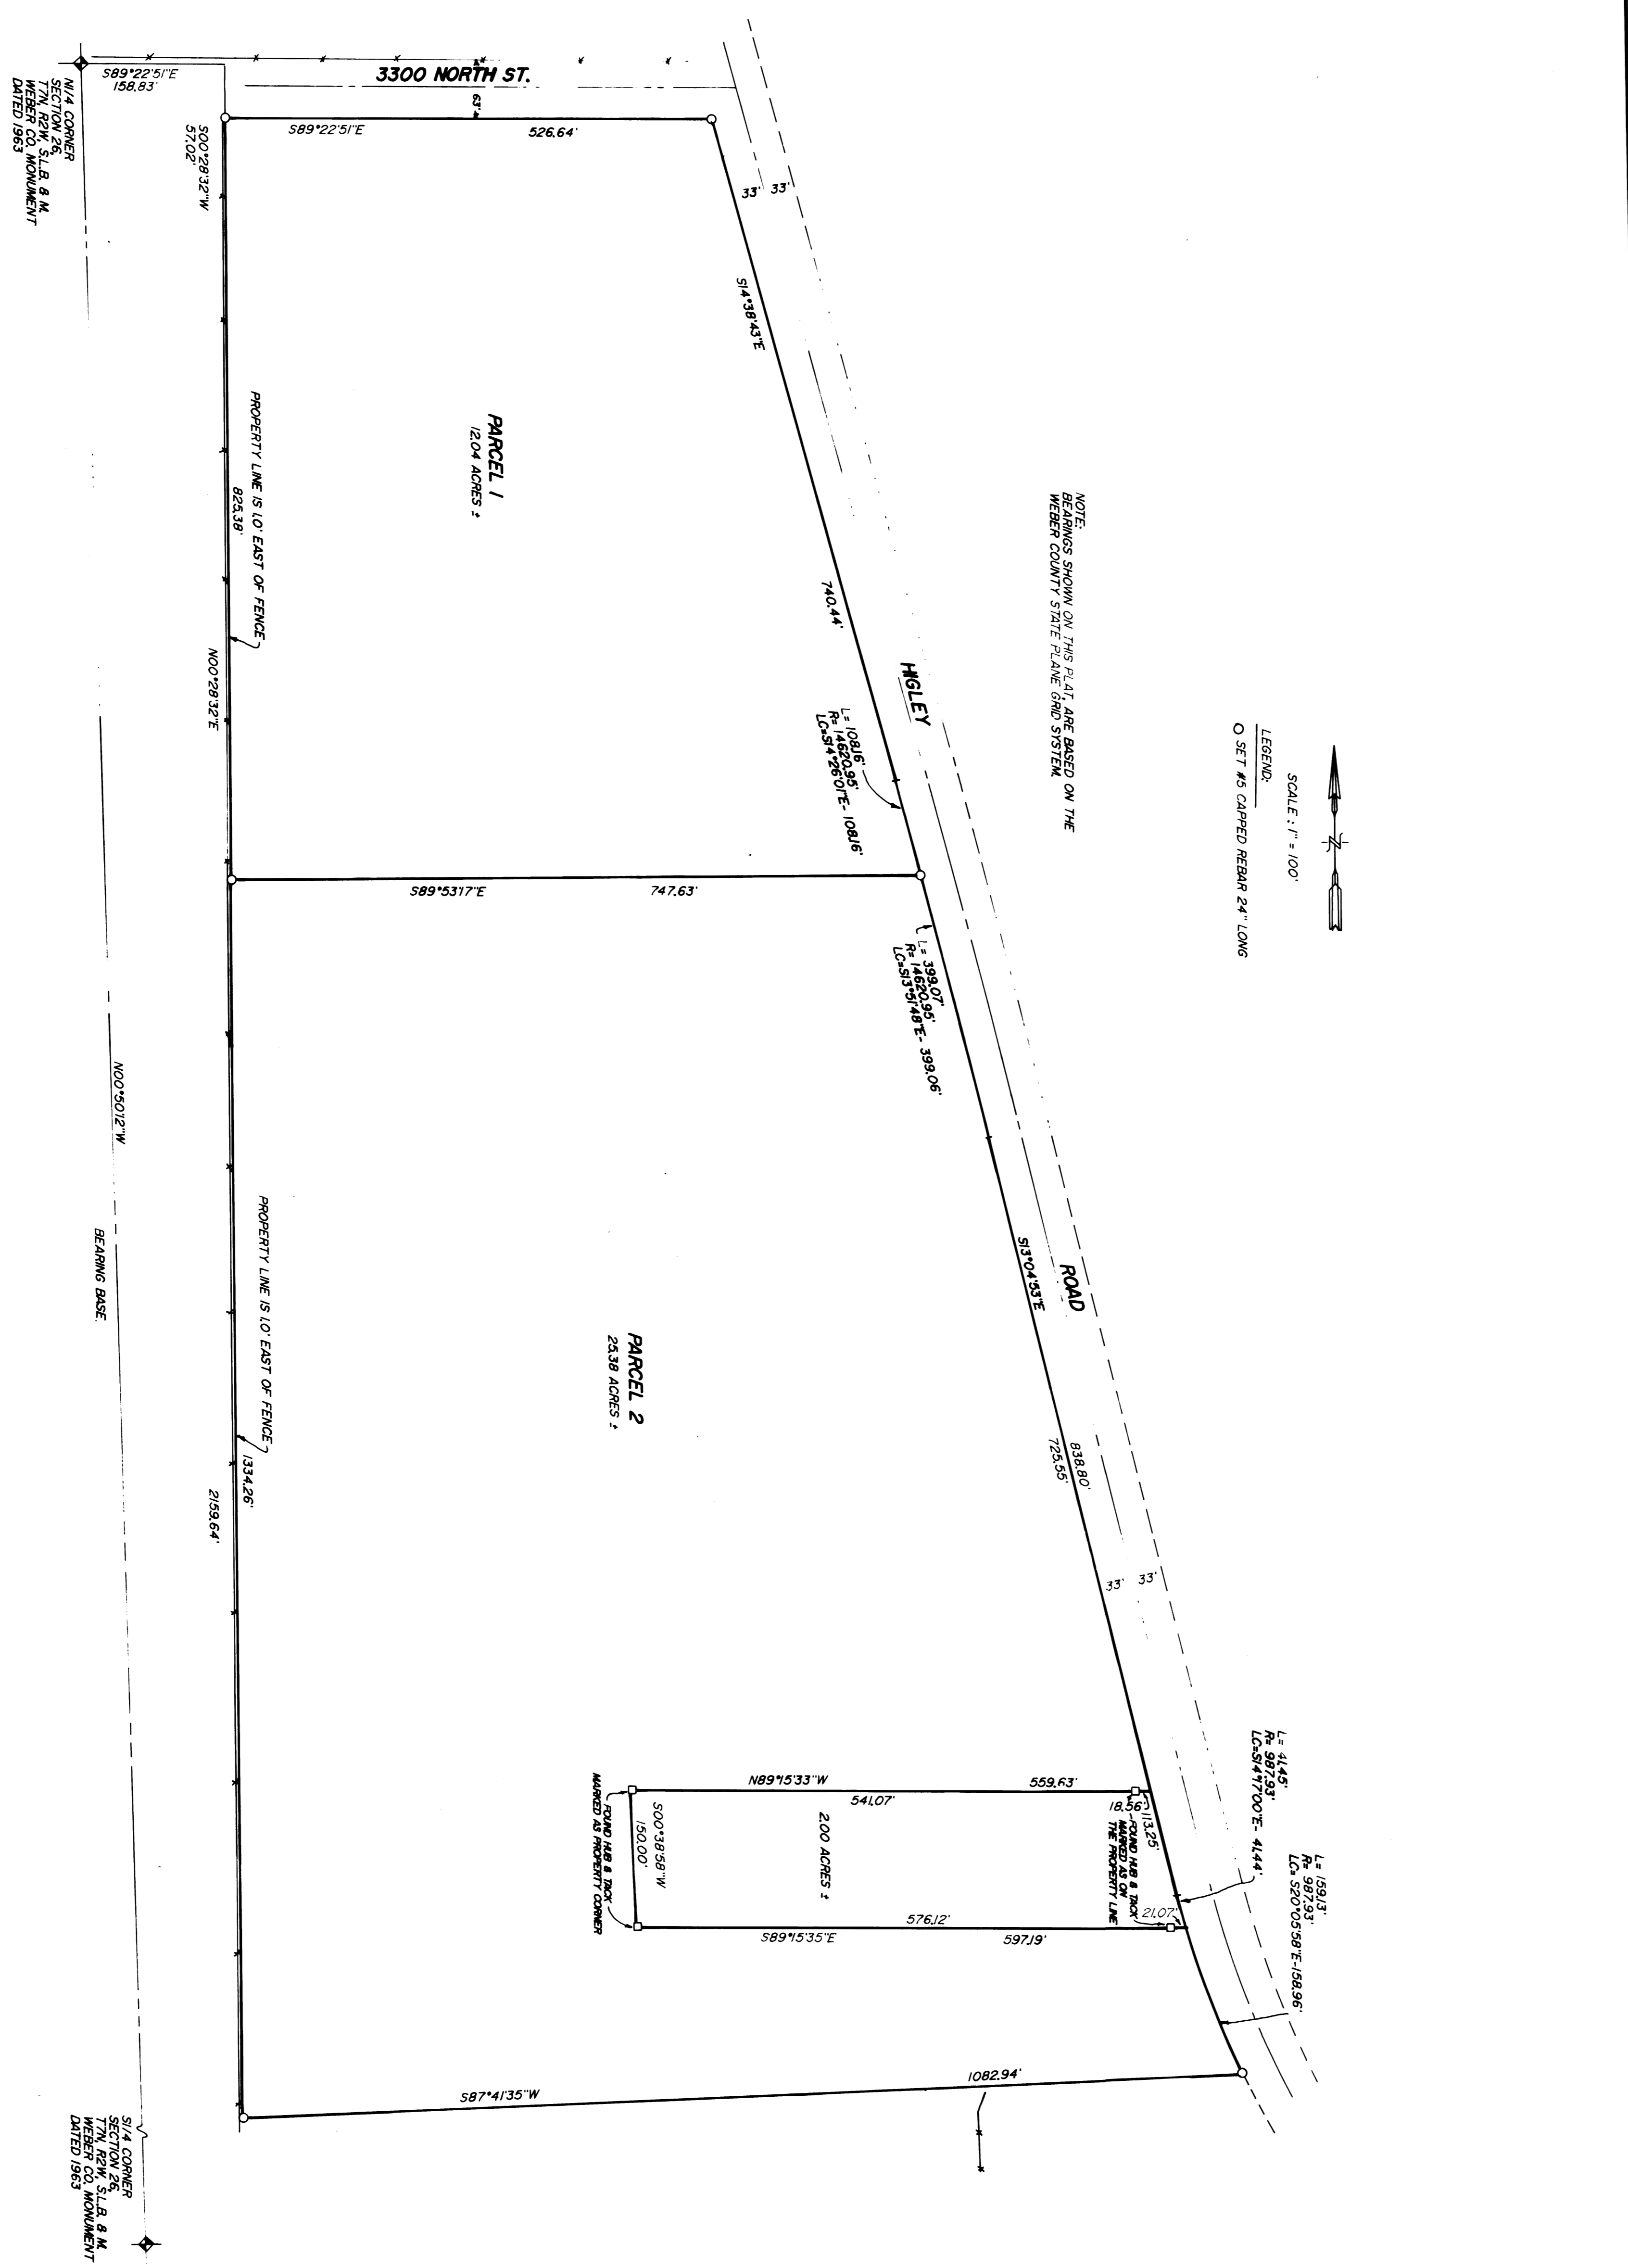 3300 NORTH ST.
S89°22'51"E
158.83'
N1/4 CORNER
SECTION 26,
T7N, R2W, S.L.B. & M.
WEBER CO. MONUMENT
DATED 1963
S00°28'32"W
57.02'
63'
S89°22'51"E
526.64'
33'
33'
S14°38'43"E
PROPERTY LINE IS 1.0' EAST OF FENCE
825.38'
PARCEL 1
12.04 ACRES ±
740.44'
NOTE:
BEARINGS SHOWN ON THIS PLAT, ARE BASED ON THE
WEBER COUNTY STATE PLANE GRID SYSTEM.
HIGLEY
N00°28'32"E
L= 108.16'
R= 14620.95'
LC=S14°26'01"E- 108.16'
SCALE : 1" = 100'
N
LEGEND:
SET #5 CAPPED REBAR 24" LONG
S89°53'17"E
747.63'
L= 399.07'
R= 14620.95'
LC=S13°51'48"E- 399.06'
N00°50'12"W
BEARING BASE.
PROPERTY LINE IS 1.0' EAST OF FENCE
1334.26'
2159.64'
S13°04'53"E
ROAD
PARCEL 2
25.38 ACRES ±
838.80'
725.55'
33'
33'
N89°15'33"W
559.63'
541.07'
18.56'
113.25'
FOUND HUB & TACK
MARKED AS ON
THE PROPERTY LINE
S00°38'58"W
150.00'
FOUND HUB & TACK
MARKED AS PROPERTY CORNER
2.00 ACRES ±
576.12'
21.07'
S89°15'35"E
597.19'
L= 41.45'
R= 987.93'
LC=S14°17'00"E- 41.44'
L= 159.13'
R= 987.93'
LC= S20°05'58"E-158.96'
S87°41'35"W
1082.94'
S1/4 CORNER
SECTION 26,
T7N, R2W, S.L.B. & M.
WEBER CO. MONUMENT
DATED 1963